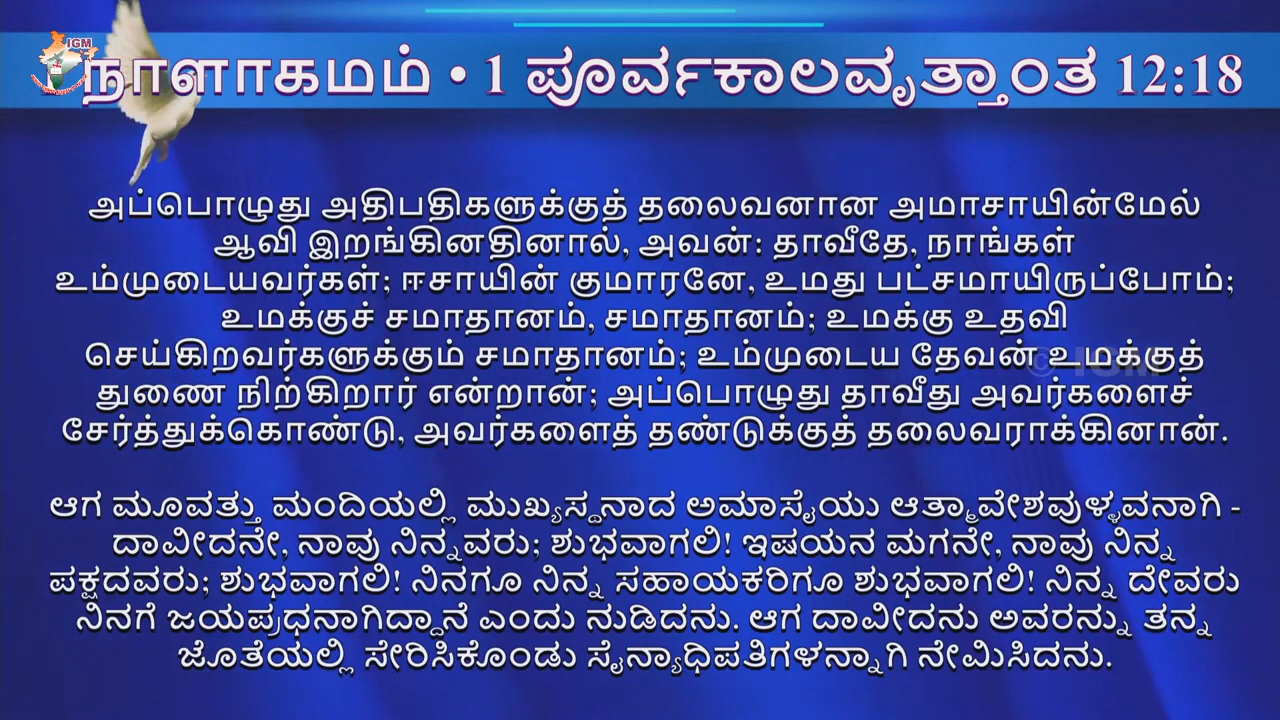 IGM
நாளாகமம் • 1 ಪೂರ್ವಕಾಲವೃತ್ತಾಂತ 12:18
அப்பொழுது அதிபதிகளுக்குத் தலைவனான அமாசாயின்மேல்
ஆவி இறங்கினதினால், அவன்: தாவீதே, நாங்கள்
உம்முடையவர்கள்; ஈசாயின் குமாரனே, உமது பட்சமாயிருப்போம்;
உமக்குச் சமாதானம், சமாதானம்; உமக்கு உதவி
செய்கிறவர்களுக்கும் சமாதானம்; உம்முடைய தேவன் உமக்குத்
துணை நிற்கிறார் என்றான்; அப்பொழுது தாவீது அவர்களைச்
சேர்த்துக்கொண்டு, அவர்களைத் தண்டுக்குத் தலைவராக்கினான்.
© IGM
ಆಗ ಮೂವತ್ತು ಮಂದಿಯಲ್ಲಿ ಮುಖ್ಯಸ್ಥನಾದ ಅಮಾಸೈಯು ಆತ್ಮಾವೇಶವುಳ್ಳವನಾಗಿ -
ದಾವೀದನೇ, ನಾವು ನಿನ್ನವರು; ಶುಭವಾಗಲಿ! ಇಷಯನ ಮಗನೇ, ನಾವು ನಿನ್ನ
ಪಕ್ಷದವರು; ಶುಭವಾಗಲಿ! ನಿನಗೂ ನಿನ್ನ ಸಹಾಯಕರಿಗೂ ಶುಭವಾಗಲಿ! ನಿನ್ನ ದೇವರು
ನಿನಗೆ ಜಯಪ್ರಧನಾಗಿದ್ದಾನೆ ಎಂದು ನುಡಿದನು. ಆಗ ದಾವೀದನು ಅವರನ್ನು ತನ್ನ
ಜೊತೆಯಲ್ಲಿ ಸೇರಿಸಿಕೊಂಡು ಸೈನ್ಯಾಧಿಪತಿಗಳನ್ನಾಗಿ ನೇಮಿಸಿದನು.